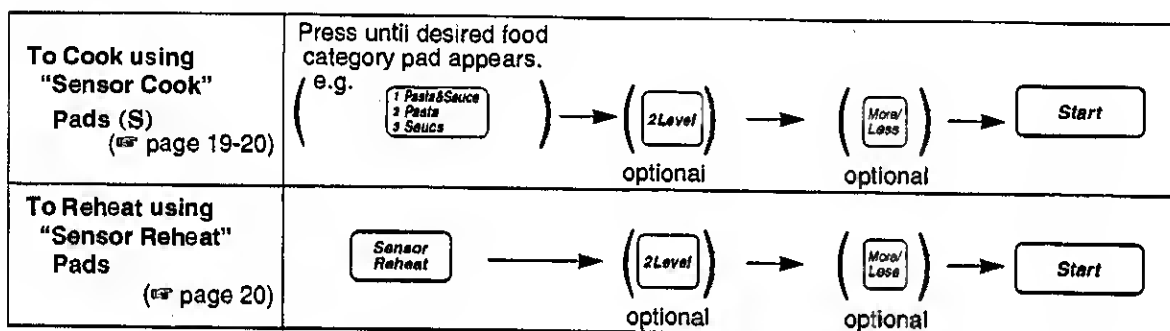 To Cook using
"Sensor Cook"
Pads (S)
(☞ page 19-20)
Press until desired food
category pad appears.
e.g.
1 Pasta&Sauce
2 Pasta
3 Saucs
2Level
optional
More/
Less
optional
Start
To Reheat using
"Sensor Reheat"
Pads
(☞ page 20)
Sensor
Reheat
2Level
optional
More/
Less
optional
Start